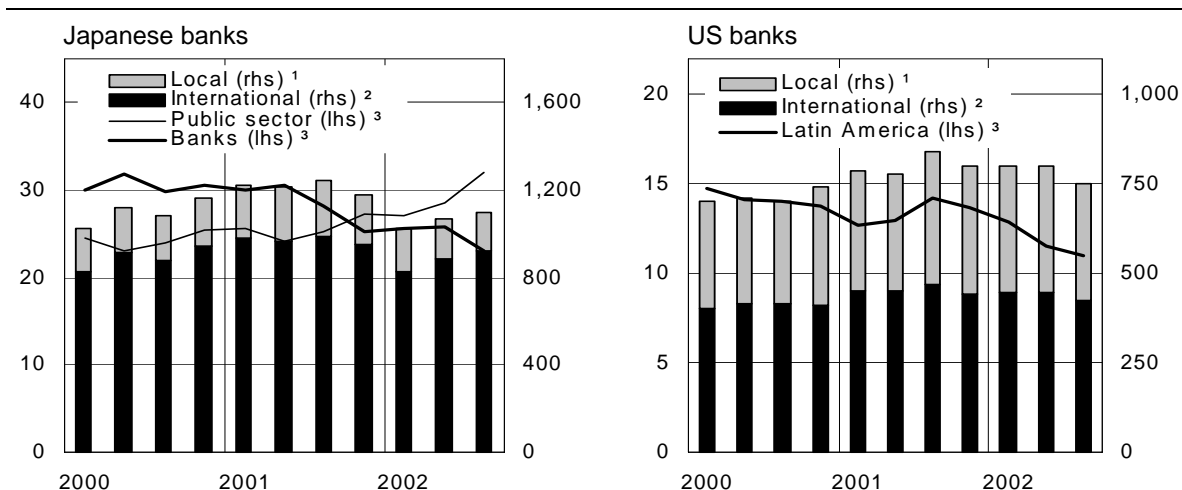 Japanese banks
Local (rhs) ¹
International (rhs) ²
Public sector (lhs) ³
Banks (lhs) ³
40
30
20
10
0
1,600
1,200
800
400
0
2000 2001 2002
US banks
Local (rhs) ¹
International (rhs) ²
Latin America (lhs) ³
20
15
10
5
0
1,000
750
500
250
0
2000 2001 2002